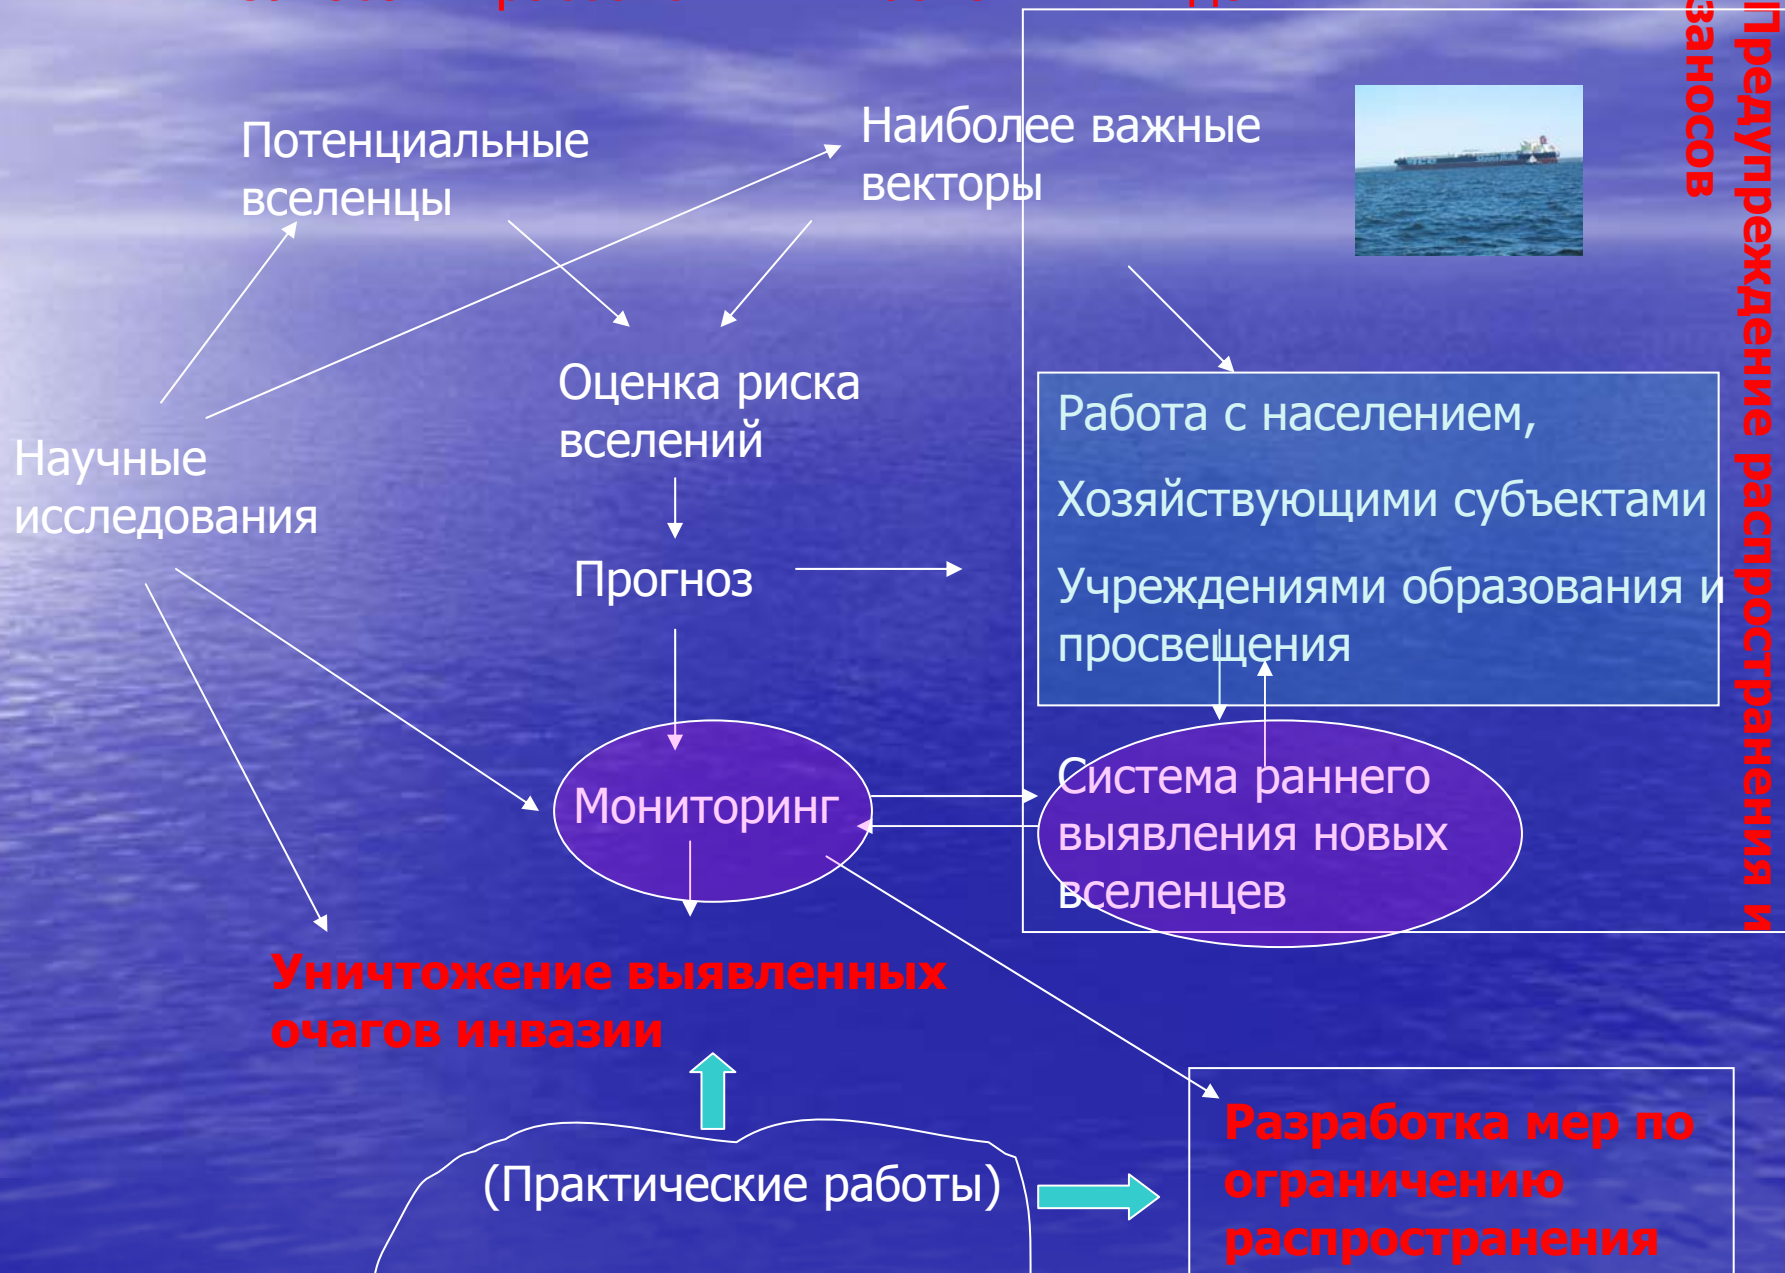 Предупреждение распространения и
заносов
Потенциальные
вселенцы
Наиболее важные
векторы
Оценка риска
вселений
Научные
исследования
Прогноз
Работа с населением,
Хозяйствующими субъектами
Учреждениями образования и
просвещения
Мониторинг
Система раннего
выявления новых
вселенцев
Уничтожение выявленных
очагов инвазии
(Практические работы)
Разработка мер по
ограничению
распространения